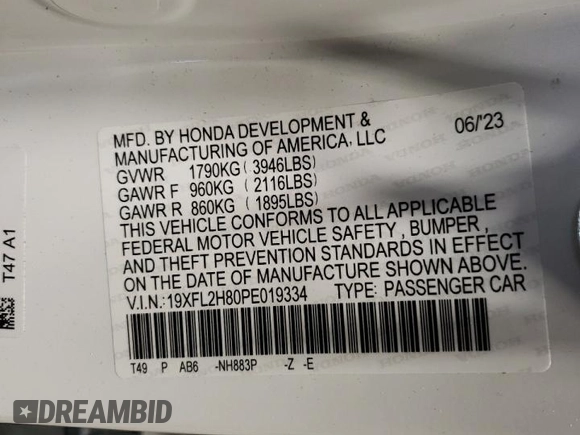 MFD. BY HONDA DEVELOPMENT &
MANUFACTURING OF AMERICA, LLC 06/'23
GVWR 1790KG(3946LBS)
GAWR F 960KG(2116LBS)
GAWR R 860KG(1895LBS)
THIS VEHICLE CONFORMS TO ALL APPLICABLE
FEDERAL MOTOR VEHICLE SAFETY, BUMPER,
AND THEFT PREVENTION STANDARDS IN EFFECT
ON THE DATE OF MANUFACTURE SHOWN ABOVE.
V.I.N.:19XFL2H80PE019334 TYPE: PASSENGER CAR
T49 P AB6 -NH883P -Z -E
T47 A1
DREAMBID